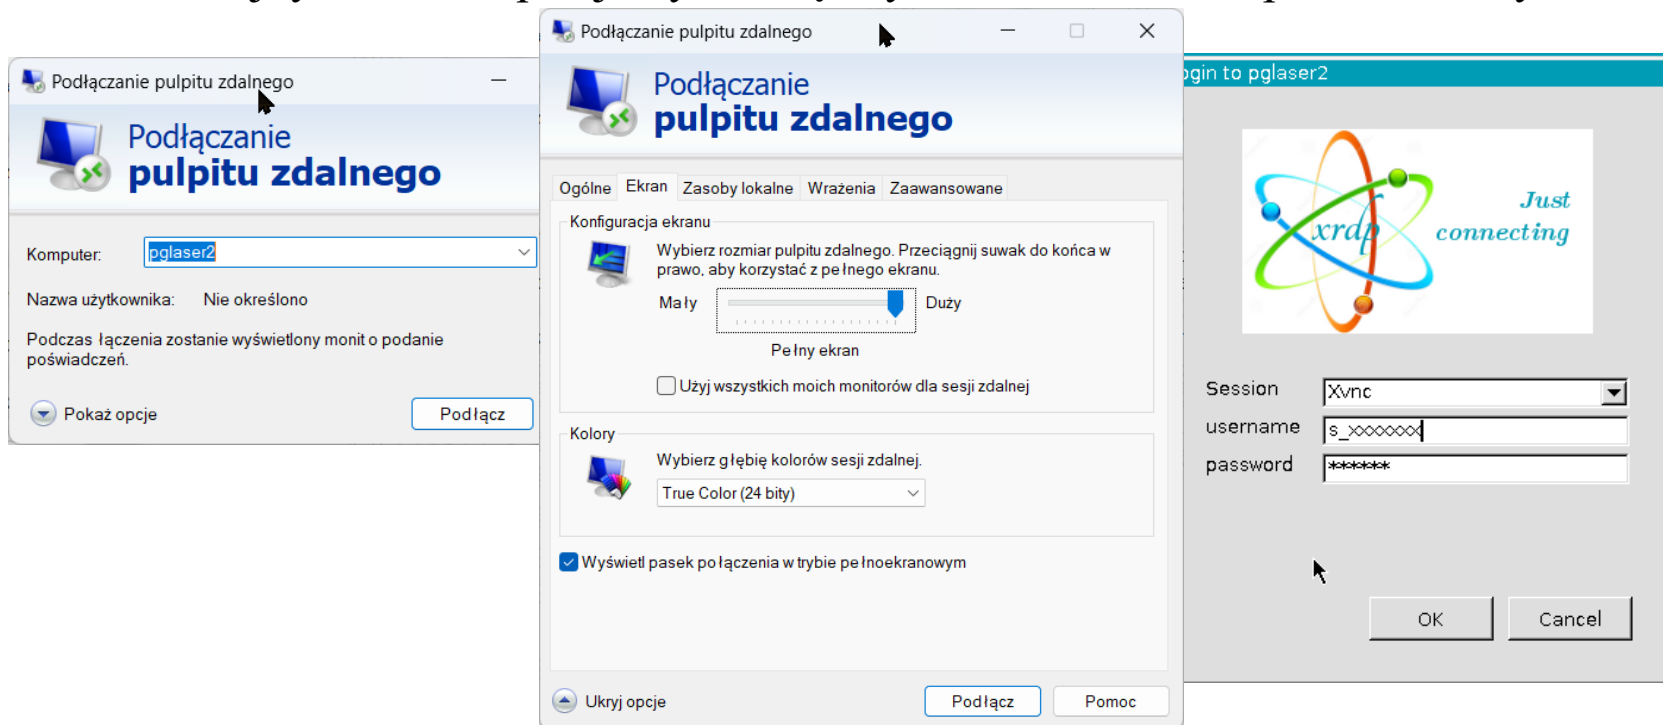 Podłączanie pulpitu zdalnego
Podłączanie
pulpitu zdalnego
Komputer:
pglaser2
Nazwa użytkownika: Nie określono
Podczas łączenia zostanie wyświetlony monit o podanie
poświadczeń.
Pokaż opcje
Podłącz
Podłączanie pulpitu zdalnego
Podłączanie
pulpitu zdalnego
Ogólne Ekran Zasoby lokalne Wrażenia Zaawansowane
Konfiguracja ekranu
Wybierz rozmiar pulpitu zdalnego. Przeciągnij suwak do końca w
prawo, aby korzystać z pełnego ekranu.
Mały Duży
Pełny ekran
Użyj wszystkich moich monitorów dla sesji zdalnej
Kolory
Wybierz głębię kolorów sesji zdalnej.
True Color (24 bity)
Wyświetl pasek połączenia w trybie pełnoekranowym
Ukryj opcje
Podłącz
Pomoc
ogin to pglaser2
xrdp
Just
connecting
Session Xvnc
username s_xxxxxxx
password ******
OK Cancel